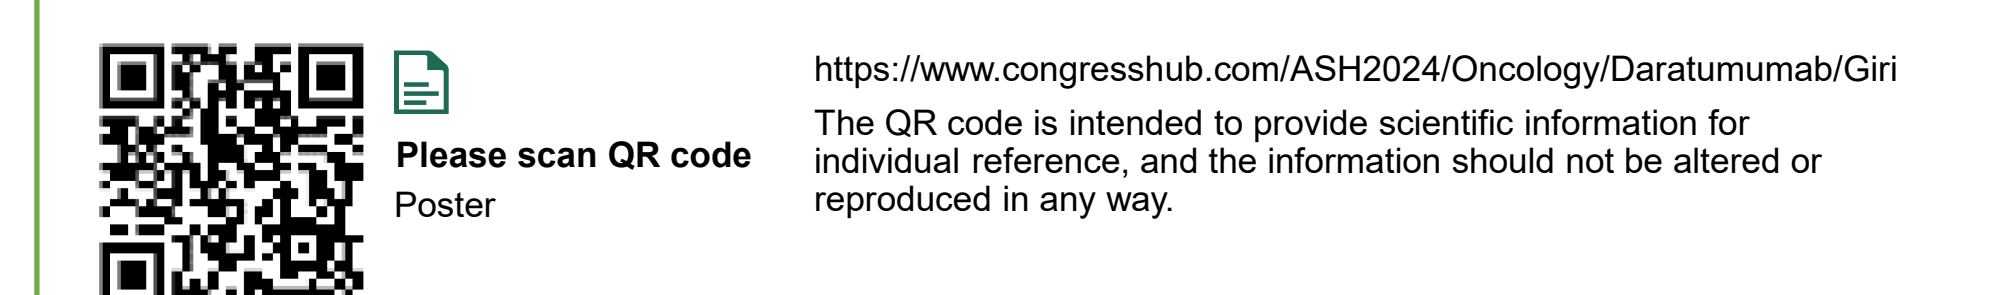 https://www.congresshub.com/ASH2024/Oncology/Daratumumab/Giri
Please scan QR code
Poster
The QR code is intended to provide scientific information for
individual reference, and the information should not be altered or
reproduced in any way.